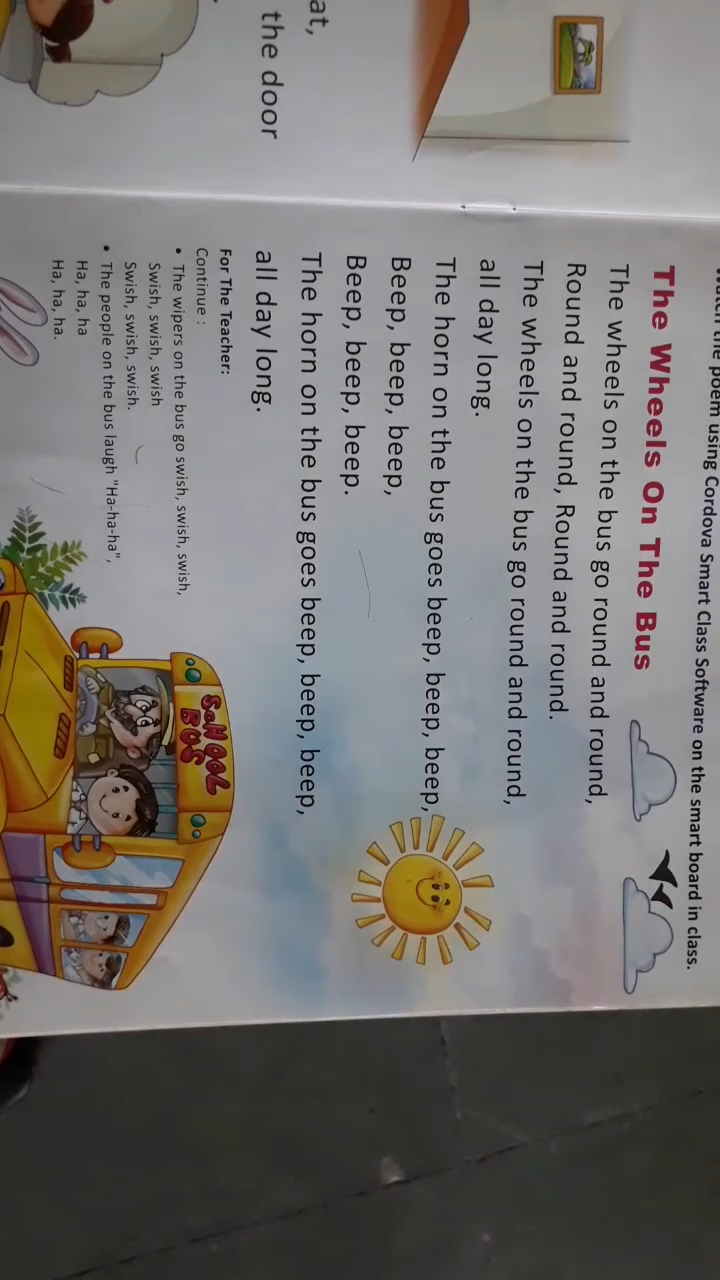 Watch the poem using Cordova Smart Class Software on the smart board in class.
The Wheels On The Bus
The wheels on the bus go round and round,
Round and round, Round and round.
The wheels on the bus go round and round,
all day long.
The horn on the bus goes beep, beep, beep,
Beep, beep, beep,
Beep, beep, beep.
The horn on the bus goes beep, beep, beep,
all day long.
For The Teacher:
Continue :
• The wipers on the bus go swish, swish, swish,
Swish, swish, swish
Swish, swish, swish.
• The people on the bus laugh "Ha-ha-ha",
Ha, ha, ha
Ha, ha, ha.
SCHOOL
BUS
at,
the door